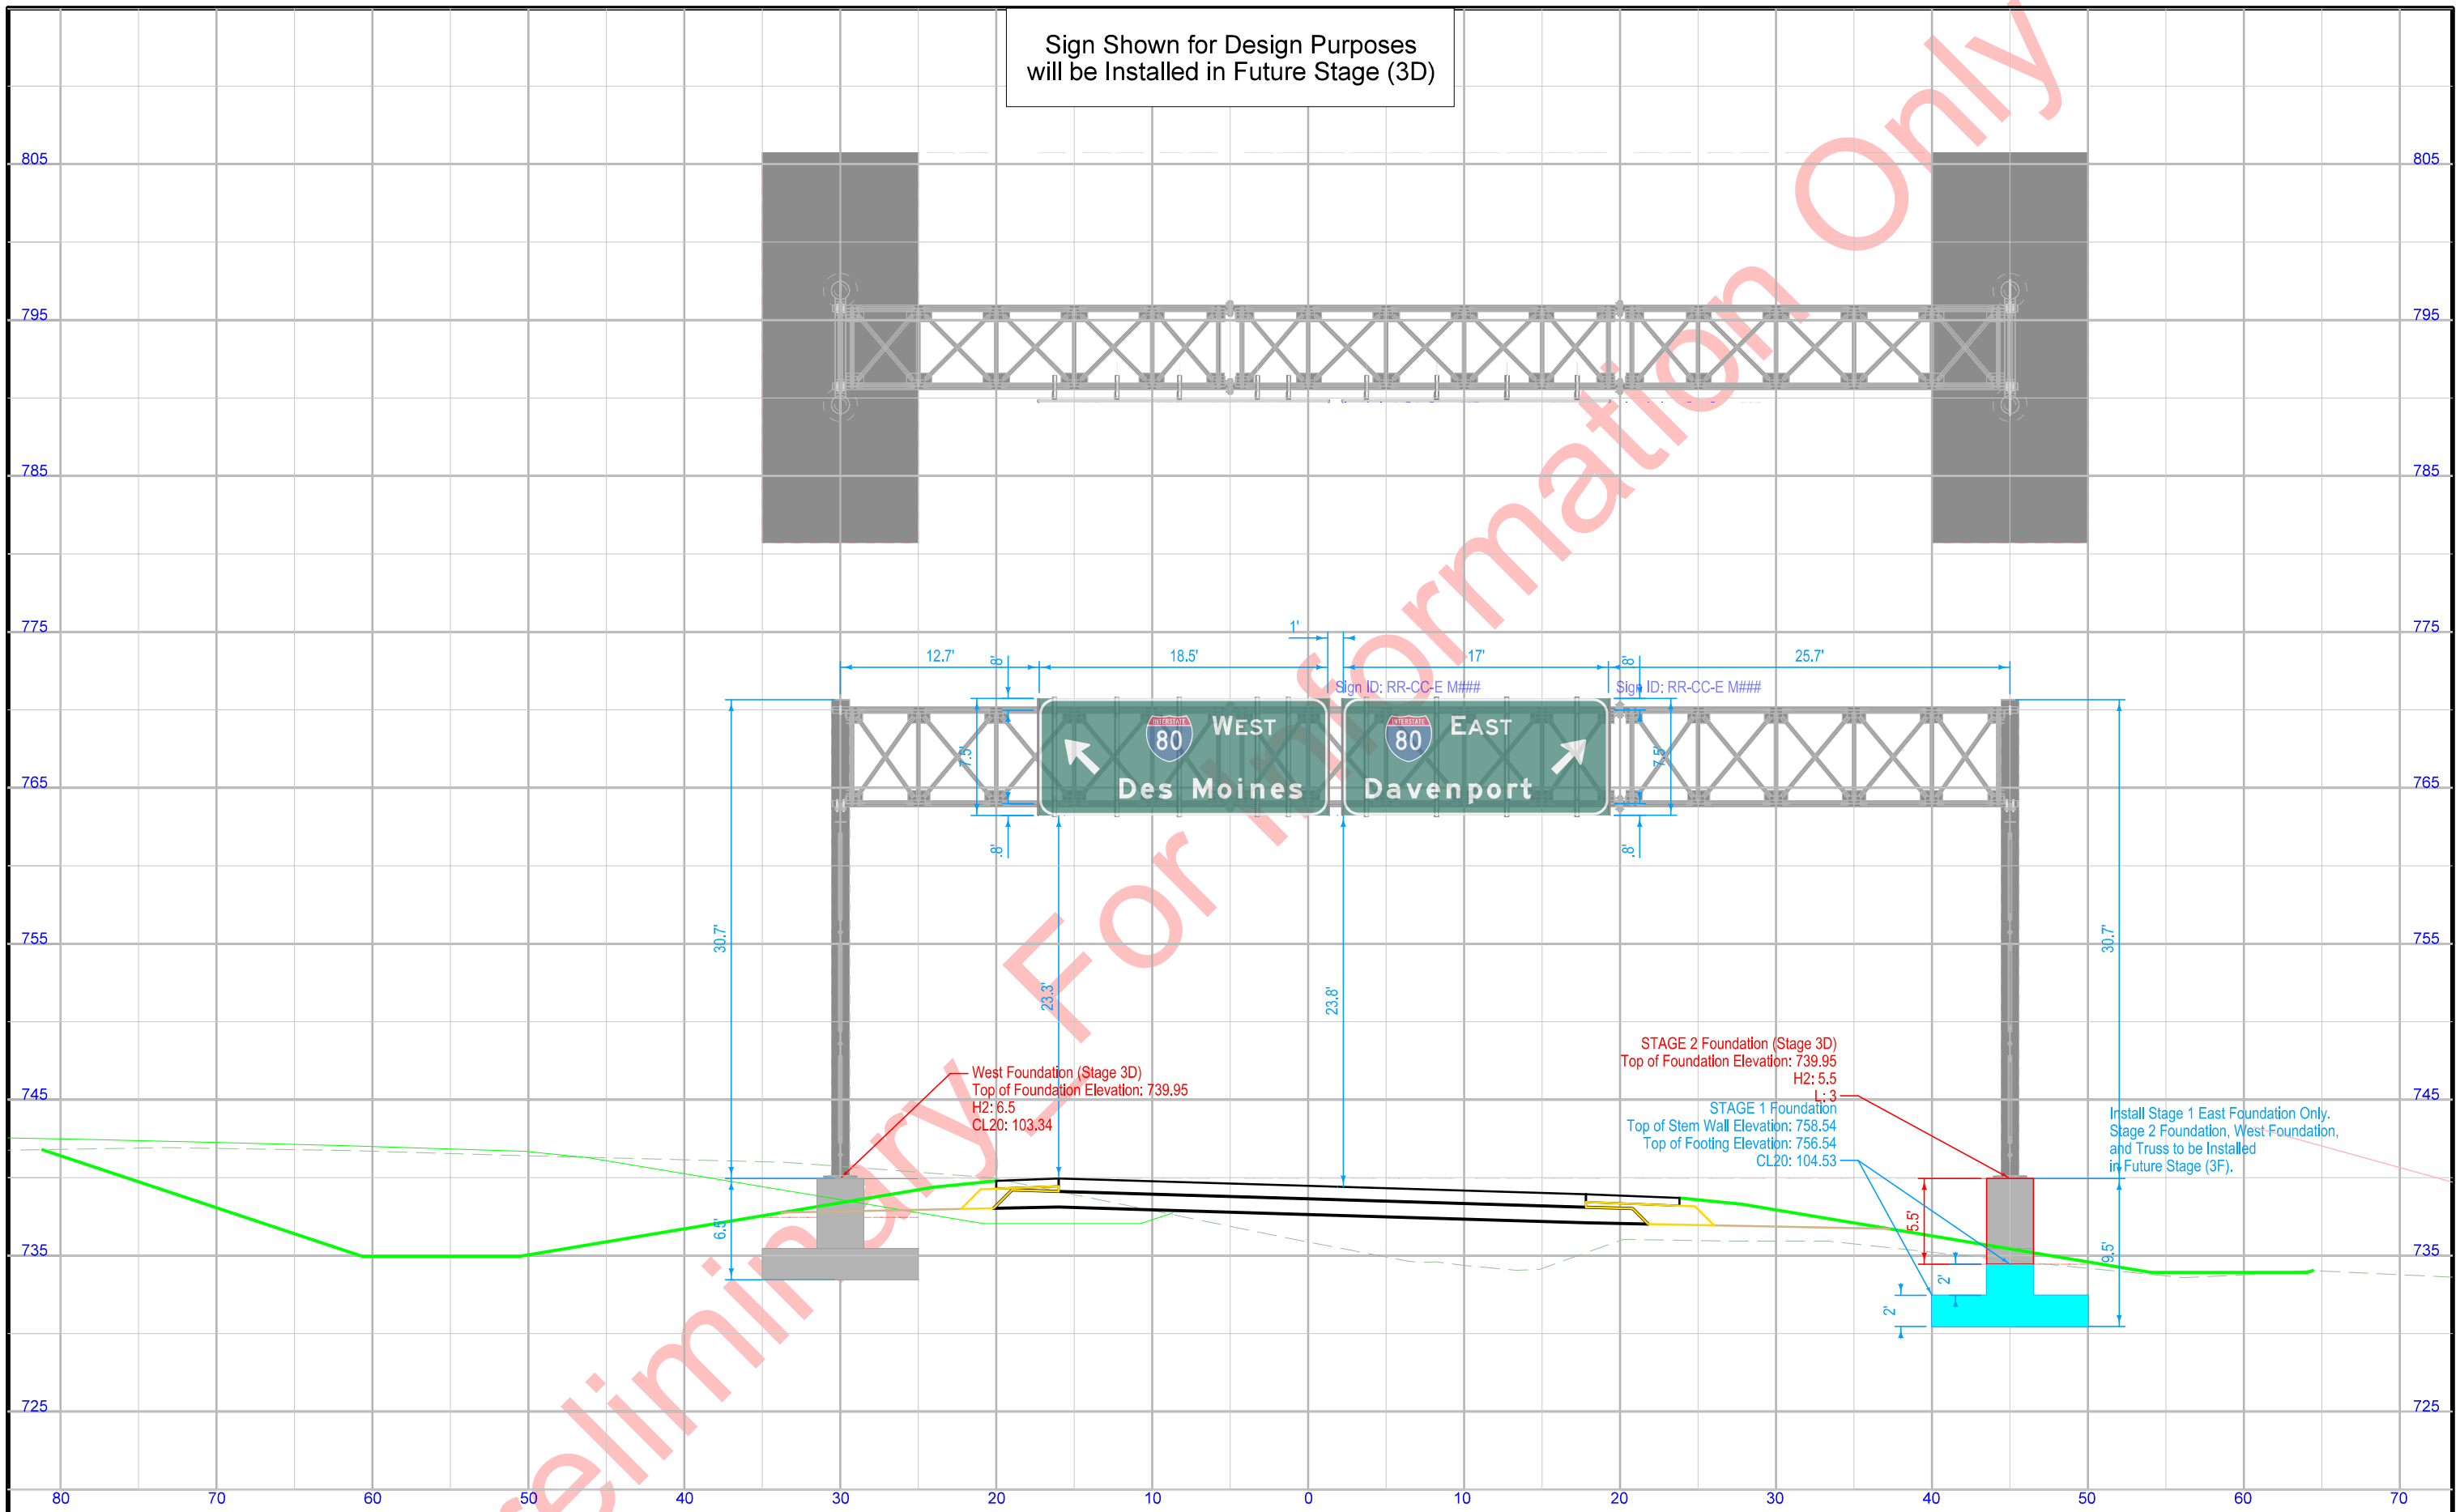 Sign Shown for Design Purposes
will be Installed in Future Stage (3D)
Preliminary_For Information Only
805
805
795
795
785
785
775
775
1'
12.7'
.8'
18.5'
17'
.8'
25.7'
Sign ID: RR-CC-E M###
Sign ID: RR-CC-E M###
INTERSTATE
80
WEST
Des Moines
INTERSTATE
80
EAST
Davenport
7.5'
7.5'
765
765
.8'
.8'
755
755
30.7'
23.3'
23.8'
30.7'
745
745
West Foundation (Stage 3D)
Top of Foundation Elevation: 739.95
H2: 6.5
CL20: 103.34
STAGE 2 Foundation (Stage 3D)
Top of Foundation Elevation: 739.95
H2: 5.5
L: 3
STAGE 1 Foundation
Top of Stem Wall Elevation: 758.54
Top of Footing Elevation: 756.54
CL20: 104.53
Install Stage 1 East Foundation Only.
Stage 2 Foundation, West Foundation,
and Truss to be Installed
in Future Stage (3F).
6.5'
5.5'
9.5'
2'
2'
735
735
725
725
80
70
60
50
40
30
20
10
0
10
20
30
40
50
60
70